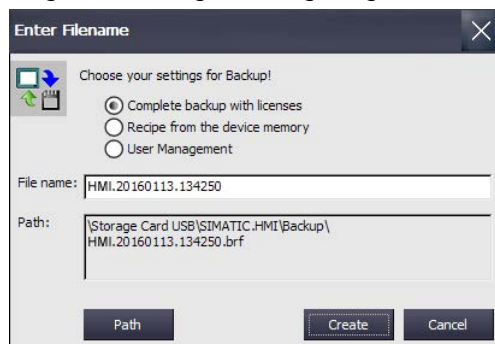 Enter Filename
Choose your settings for Backup!
Complete backup with licenses
Recipe from the device memory
User Management
File name: HMI.20160113.134250
Path: \Storage Card USB\SIMATIC.HMI\Backup\
HMI.20160113.134250.brf
Path Create Cancel